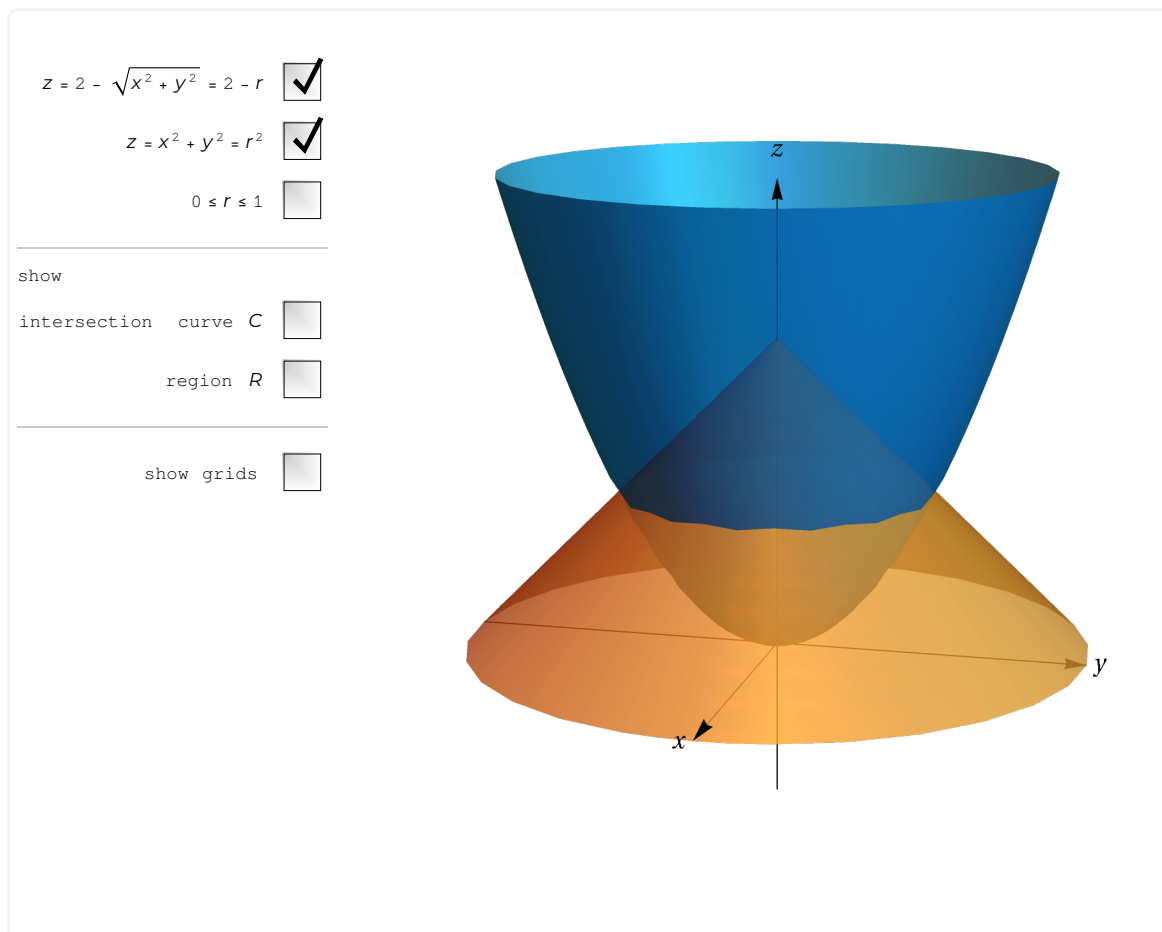 z = 2 - √(x² + y²) = 2 - r
z = x² + y² = r²
0 ≤ r ≤ 1
show
intersection curve C
region R
show grids
z
y
x